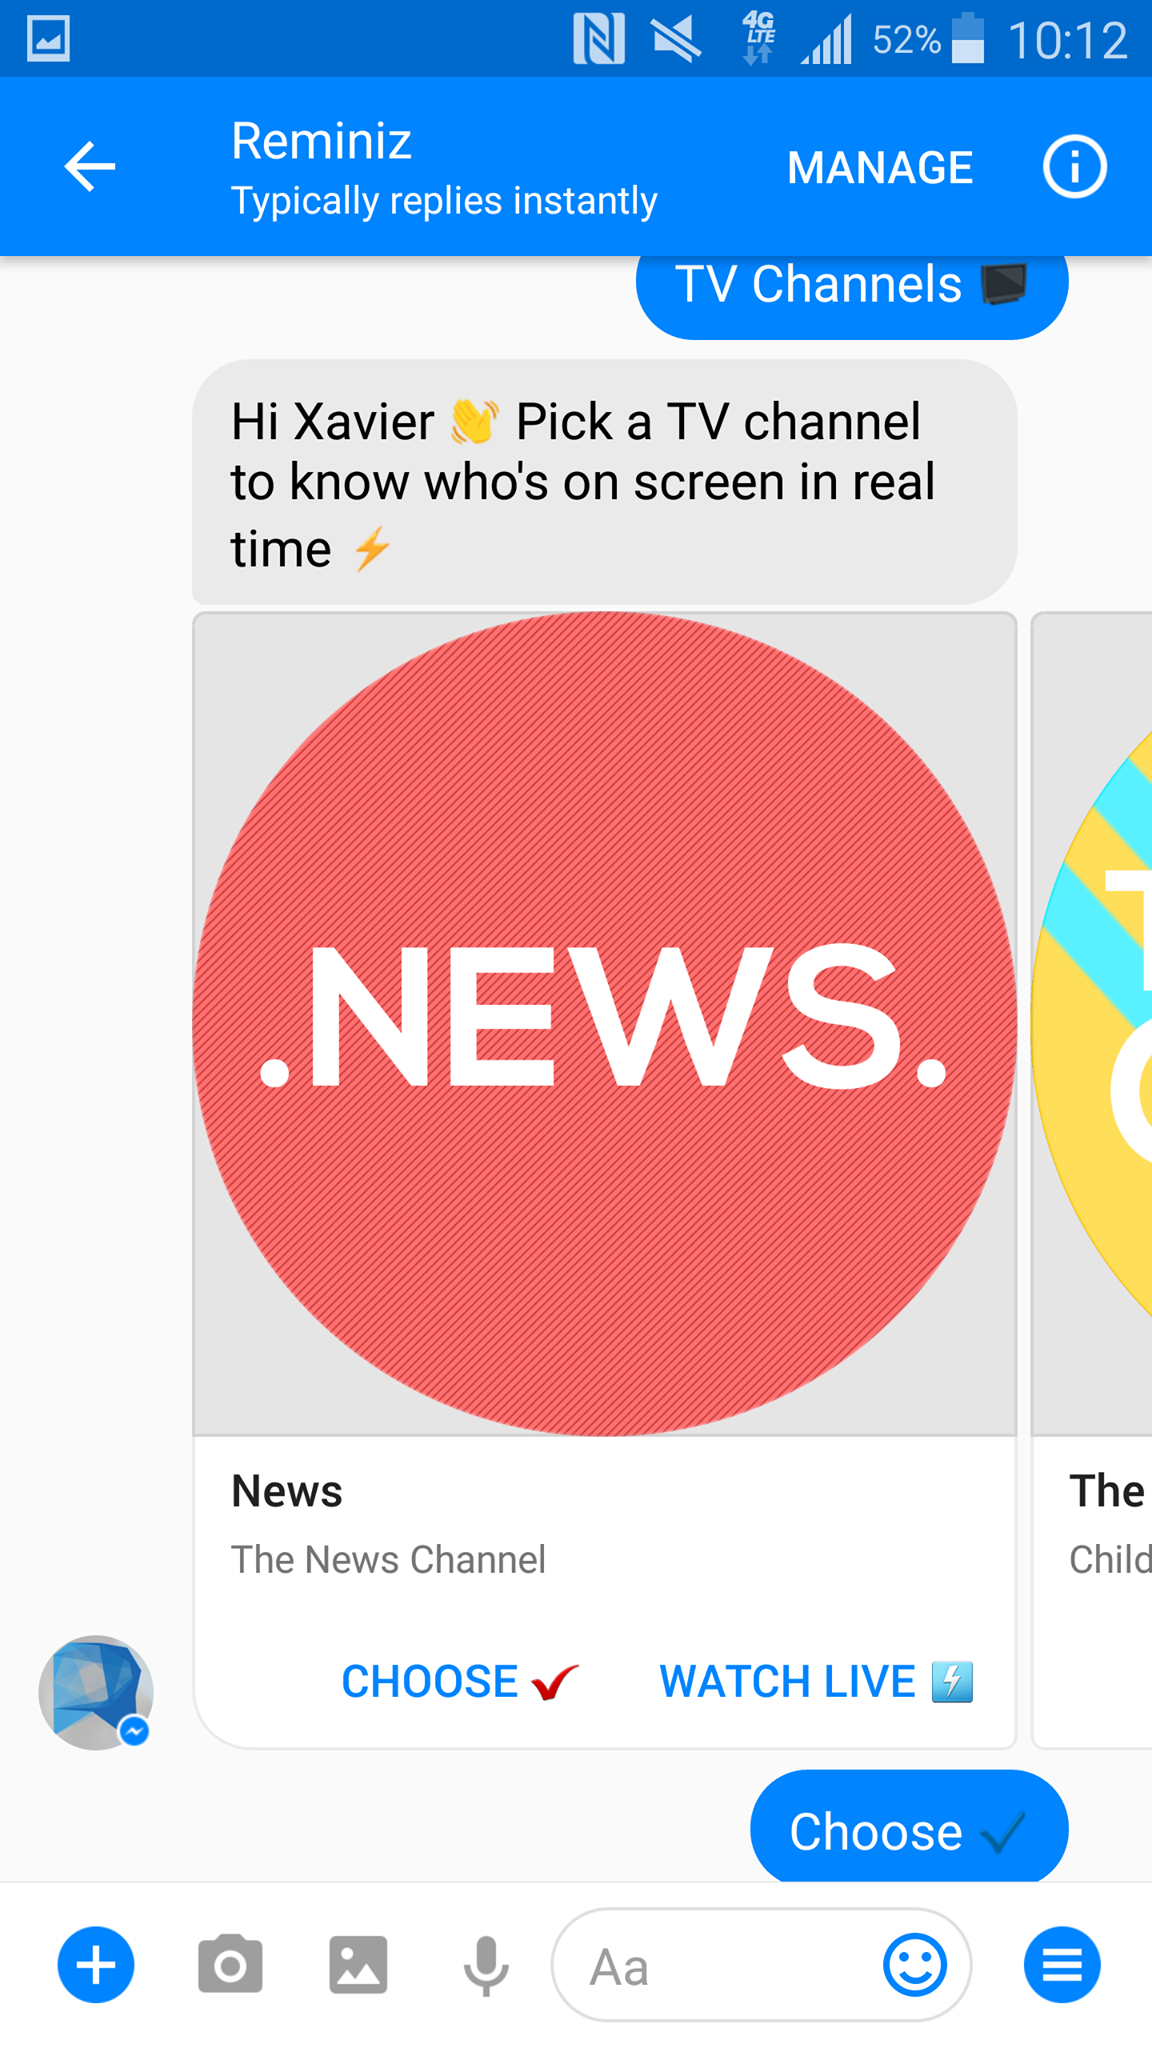 4G LTE 52% 10:12
Reminiz
Typically replies instantly
MANAGE
TV Channels
Hi Xavier 👋 Pick a TV channel
to know who's on screen in real
time ⚡
.NEWS.
News
The News Channel
CHOOSE ✔ WATCH LIVE ⚡
The
Child
Choose ✔
Aa